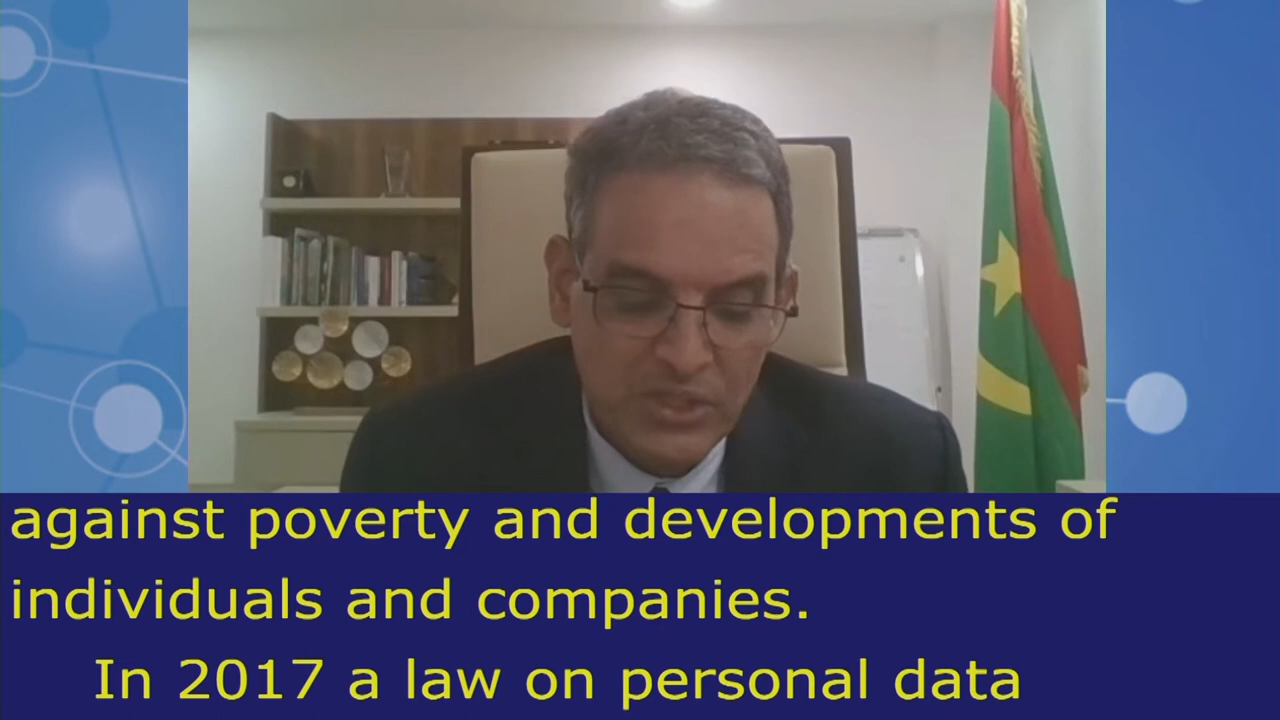 against poverty and developments of
individuals and companies.
In 2017 a law on personal data